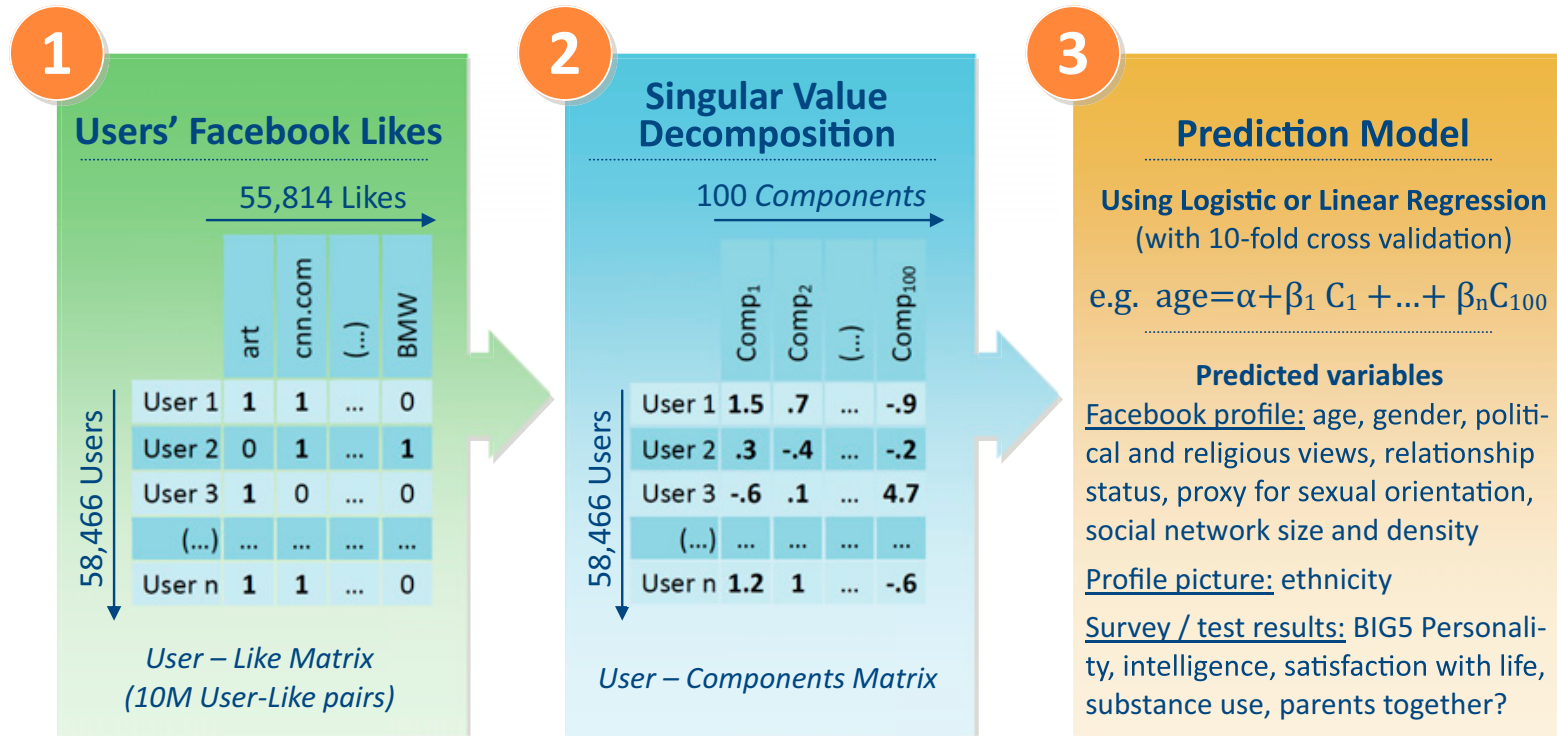 1
Users' Facebook Likes
55,814 Likes
art cnn.com (...) BMW
58,466 Users
User 1 1 1 ... 0
User 2 0 1 ... 1
User 3 1 0 ... 0
(...) ... ... ... ...
User n 1 1 ... 0
User – Like Matrix
(10M User-Like pairs)
2
Singular Value
Decomposition
100 Components
Comp₁ Comp₂ (...) Comp₁₀₀
58,466 Users
User 1 1.5 .7 ... -.9
User 2 .3 -.4 ... -.2
User 3 -.6 .1 ... 4.7
(...) ... ... ... ...
User n 1.2 1 ... -.6
User – Components Matrix
3
Prediction Model
Using Logistic or Linear Regression
(with 10-fold cross validation)
e.g. age=α+β₁ C₁ +...+ βₙC₁₀₀
Predicted variables
Facebook profile: age, gender, politi-
cal and religious views, relationship
status, proxy for sexual orientation,
social network size and density
Profile picture: ethnicity
Survey / test results: BIG5 Personali-
ty, intelligence, satisfaction with life,
substance use, parents together?